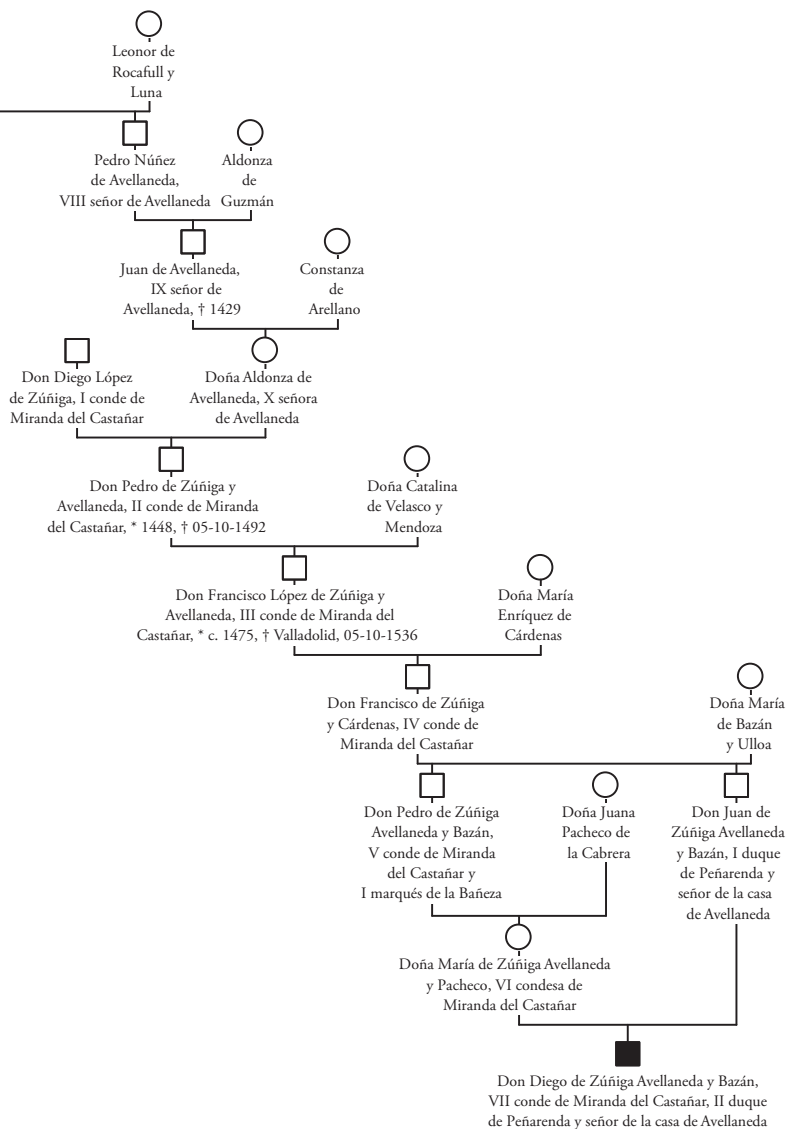 Leonor de
Rocafull y
Luna
Pedro Núñez
de Avellaneda,
VIII señor de Avellaneda
Aldonza
de
Guzmán
Juan de Avellaneda,
IX señor de
Avellaneda, † 1429
Constanza
de
Arellano
Don Diego López
de Zúñiga, I conde de
Miranda del Castañar
Doña Aldonza de
Avellaneda, X señora
de Avellaneda
Don Pedro de Zúñiga y
Avellaneda, II conde de Miranda
del Castañar, * 1448, † 05-10-1492
Doña Catalina
de Velasco y
Mendoza
Don Francisco López de Zúñiga y
Avellaneda, III conde de Miranda del
Castañar, * c. 1475, † Valladolid, 05-10-1536
Doña María
Enríquez de
Cárdenas
Don Francisco de Zúñiga
y Cárdenas, IV conde de
Miranda del Castañar
Doña María
de Bazán
y Ulloa
Don Pedro de Zúñiga
Avellaneda y Bazán,
V conde de Miranda
del Castañar y
I marqués de la Bañeza
Doña Juana
Pacheco de
la Cabrera
Don Juan de
Zúñiga Avellaneda
y Bazán, I duque
de Peñarenda y
señor de la casa
de Avellaneda
Doña María de Zúñiga Avellaneda
y Pacheco, VI condesa de
Miranda del Castañar
Don Diego de Zúñiga Avellaneda y Bazán,
VII conde de Miranda del Castañar, II duque
de Peñarenda y señor de la casa de Avellaneda